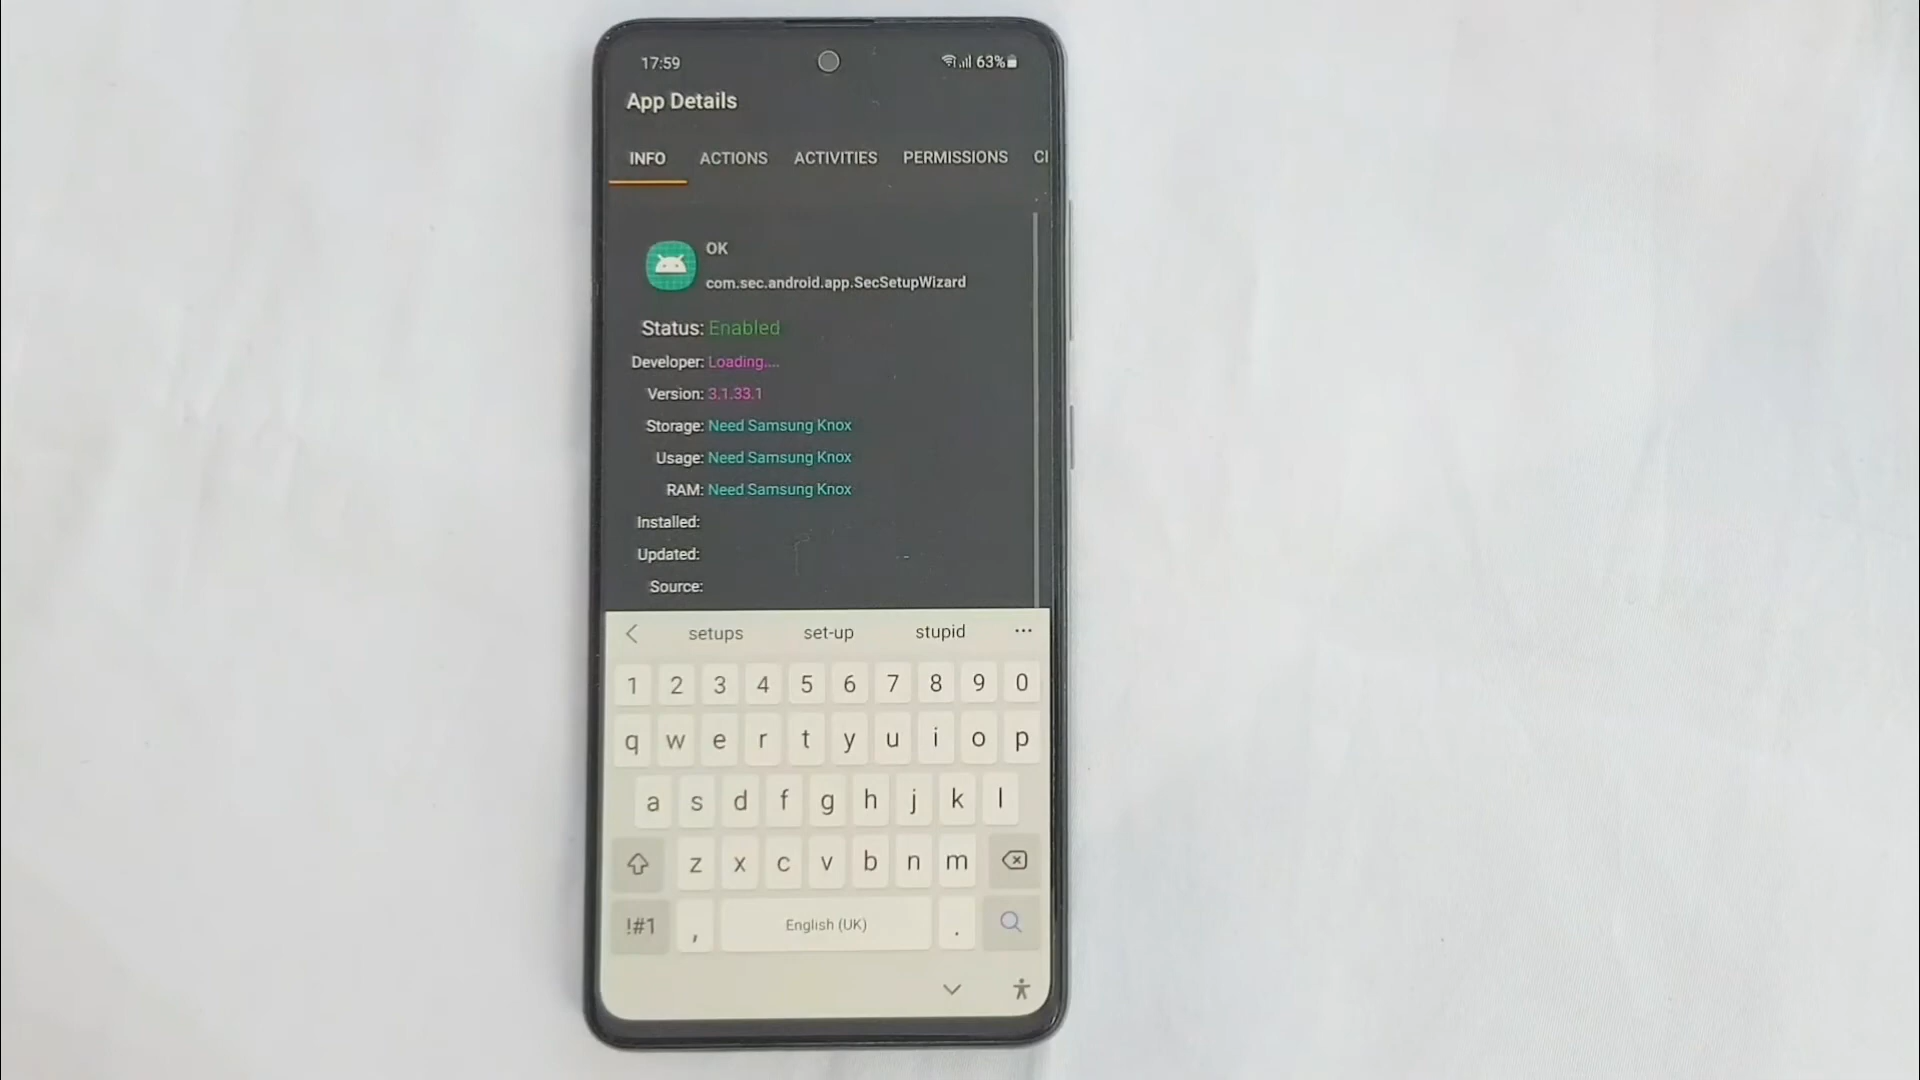 17:59 63%
App Details
INFO ACTIONS ACTIVITIES PERMISSIONS CI
OK
com.sec.android.app.SecSetupWizard
Status: Enabled
Developer: Loading....
Version: 3.1.33.1
Storage: Need Samsung Knox
Usage: Need Samsung Knox
RAM: Need Samsung Knox
Installed:
Updated:
Source:
setups set-up stupid ...
1 2 3 4 5 6 7 8 9 0
q w e r t y u i o p
a s d f g h j k l
z x c v b n m
!#1 , English (UK) .